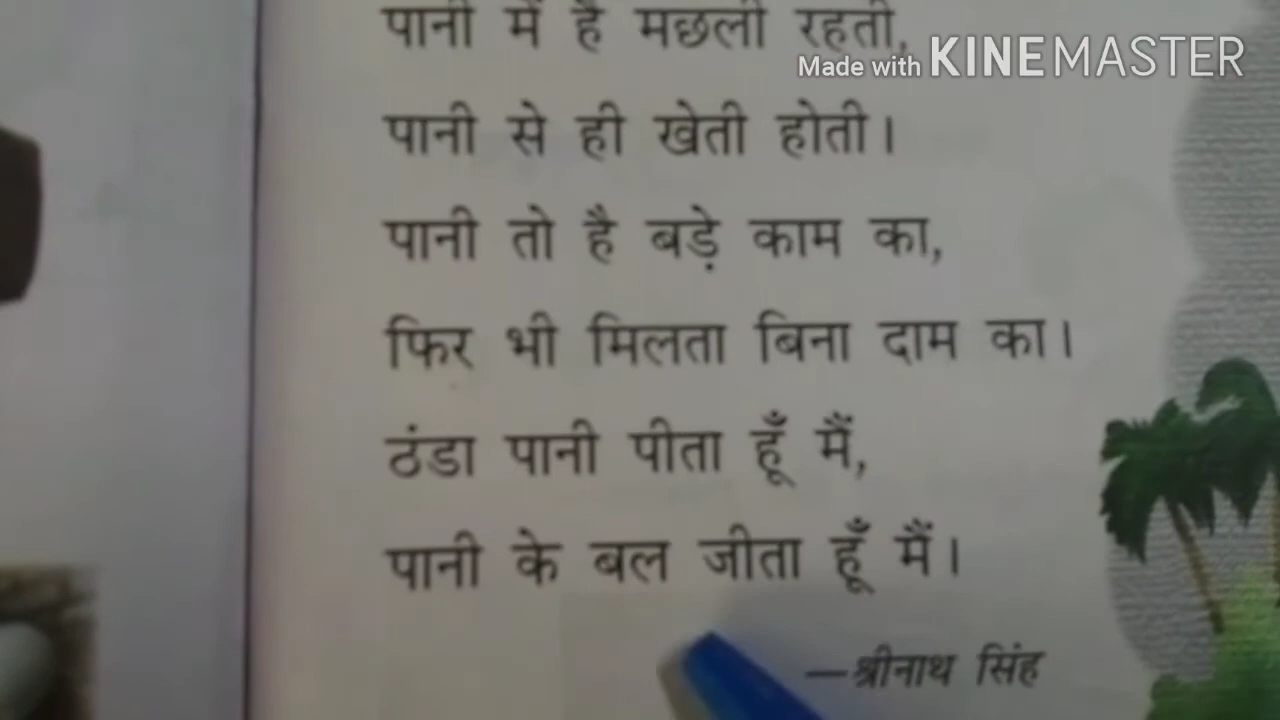 पानी में है मछली रहती,
Made with KINEMASTER
पानी से ही खेती होती।
पानी तो है बड़े काम का,
फिर भी मिलता बिना दाम का।
ठंडा पानी पीता हूँ मैं,
पानी के बल जीता हूँ मैं।
—श्रीनाथ सिंह